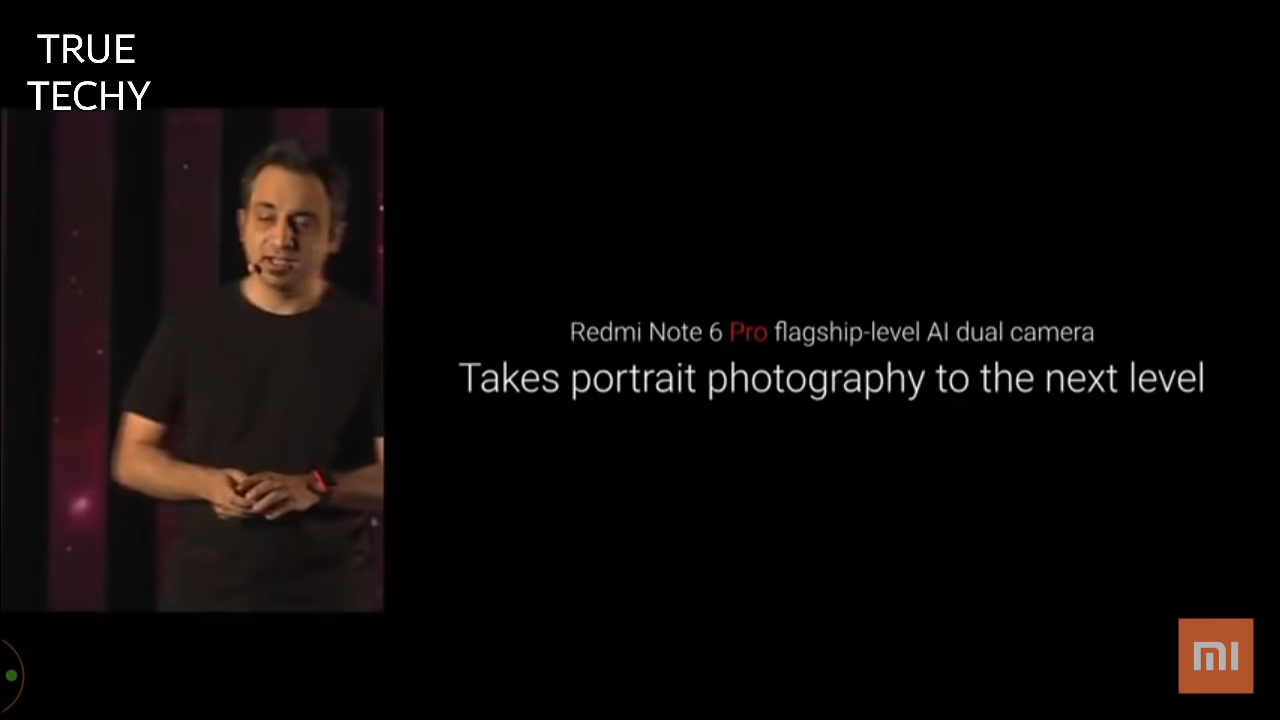 TRUE
TECHY
Redmi Note 6 Pro flagship-level AI dual camera
Takes portrait photography to the next level
mi